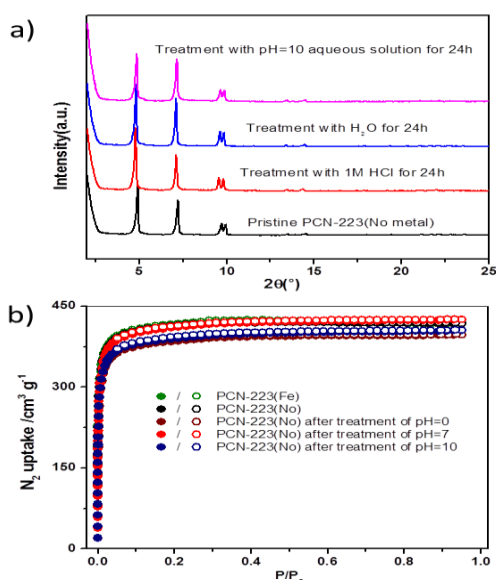 a)
Intensity(a.u.)
Treatment with pH=10 aqueous solution for 24h
Treatment with H₂O for 24h
Treatment with 1M HCl for 24h
Pristine PCN-223(No metal)
5 10 15 20 25
2Θ(°)
b)
N₂ uptake /cm³ g⁻¹
450
300
150
0
PCN-223(Fe)
PCN-223(No)
PCN-223(No) after treatment of pH=0
PCN-223(No) after treatment of pH=7
PCN-223(No) after treatment of pH=10
0.0 0.2 0.4 0.6 0.8 1.0
P/P